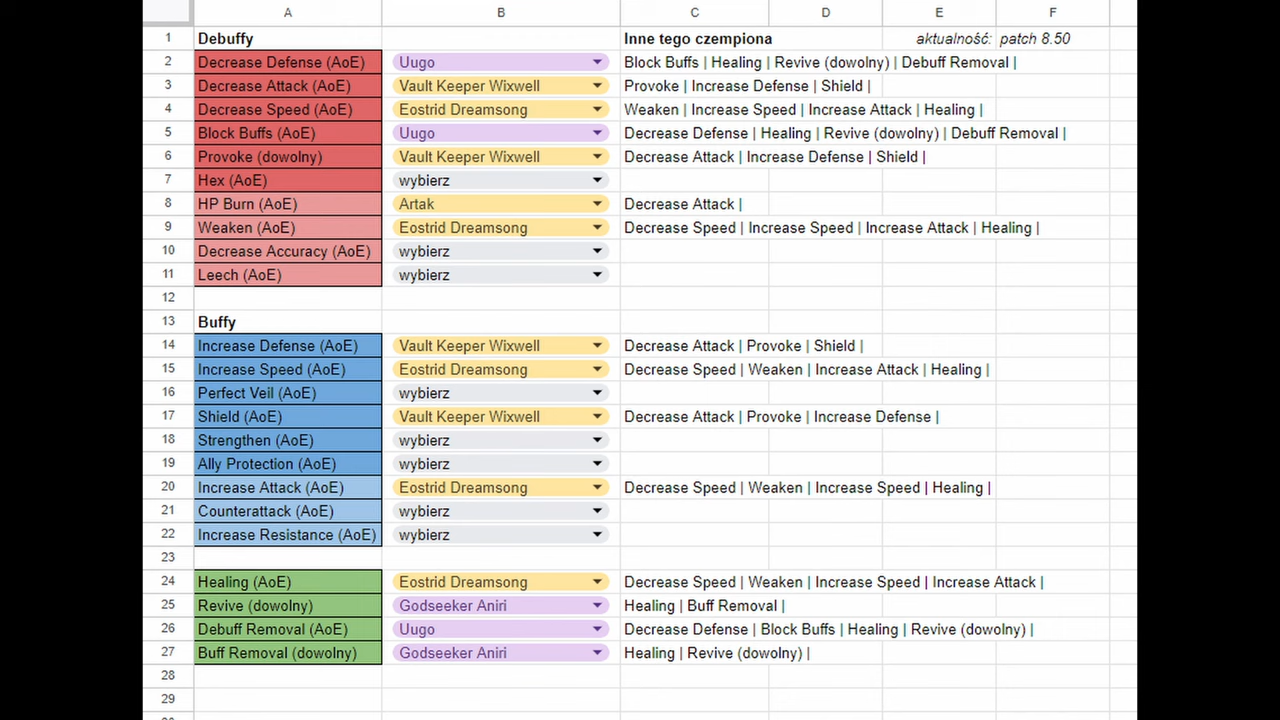 A B C D E F
1 Debuffy Inne tego czempiona aktualność: patch 8.50
2 Decrease Defense (AoE) Uugo Block Buffs | Healing | Revive (dowolny) | Debuff Removal |
3 Decrease Attack (AoE) Vault Keeper Wixwell Provoke | Increase Defense | Shield |
4 Decrease Speed (AoE) Eostrid Dreamsong Weaken | Increase Speed | Increase Attack | Healing |
5 Block Buffs (AoE) Uugo Decrease Defense | Healing | Revive (dowolny) | Debuff Removal |
6 Provoke (dowolny) Vault Keeper Wixwell Decrease Attack | Increase Defense | Shield |
7 Hex (AoE) wybierz
8 HP Burn (AoE) Artak Decrease Attack |
9 Weaken (AoE) Eostrid Dreamsong Decrease Speed | Increase Speed | Increase Attack | Healing |
10 Decrease Accuracy (AoE) wybierz
11 Leech (AoE) wybierz
12
13 Buffy
14 Increase Defense (AoE) Vault Keeper Wixwell Decrease Attack | Provoke | Shield |
15 Increase Speed (AoE) Eostrid Dreamsong Decrease Speed | Weaken | Increase Attack | Healing |
16 Perfect Veil (AoE) wybierz
17 Shield (AoE) Vault Keeper Wixwell Decrease Attack | Provoke | Increase Defense |
18 Strengthen (AoE) wybierz
19 Ally Protection (AoE) wybierz
20 Increase Attack (AoE) Eostrid Dreamsong Decrease Speed | Weaken | Increase Speed | Healing |
21 Counterattack (AoE) wybierz
22 Increase Resistance (AoE) wybierz
23
24 Healing (AoE) Eostrid Dreamsong Decrease Speed | Weaken | Increase Speed | Increase Attack |
25 Revive (dowolny) Godseeker Aniri Healing | Buff Removal |
26 Debuff Removal (AoE) Uugo Decrease Defense | Block Buffs | Healing | Revive (dowolny) |
27 Buff Removal (dowolny) Godseeker Aniri Healing | Revive (dowolny) |
28
29